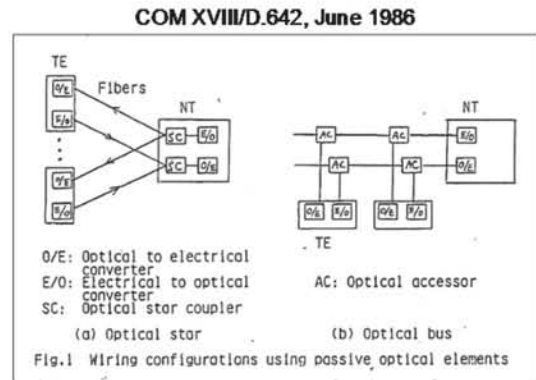 COM XVIII/D.642, June 1986
TE
O/E
E/O
O/E
E/O
Fibers
NT
SC
E/O
SC
O/E
NT
AC
AC
E/O
AC
AC
O/E
O/E
E/O
O/E
E/O
TE
O/E: Optical to electrical
converter
E/O: Electrical to optical
converter
SC: Optical star coupler
AC: Optical accessor
(a) Optical star
(b) Optical bus
Fig.1 Wiring configurations using passive optical elements